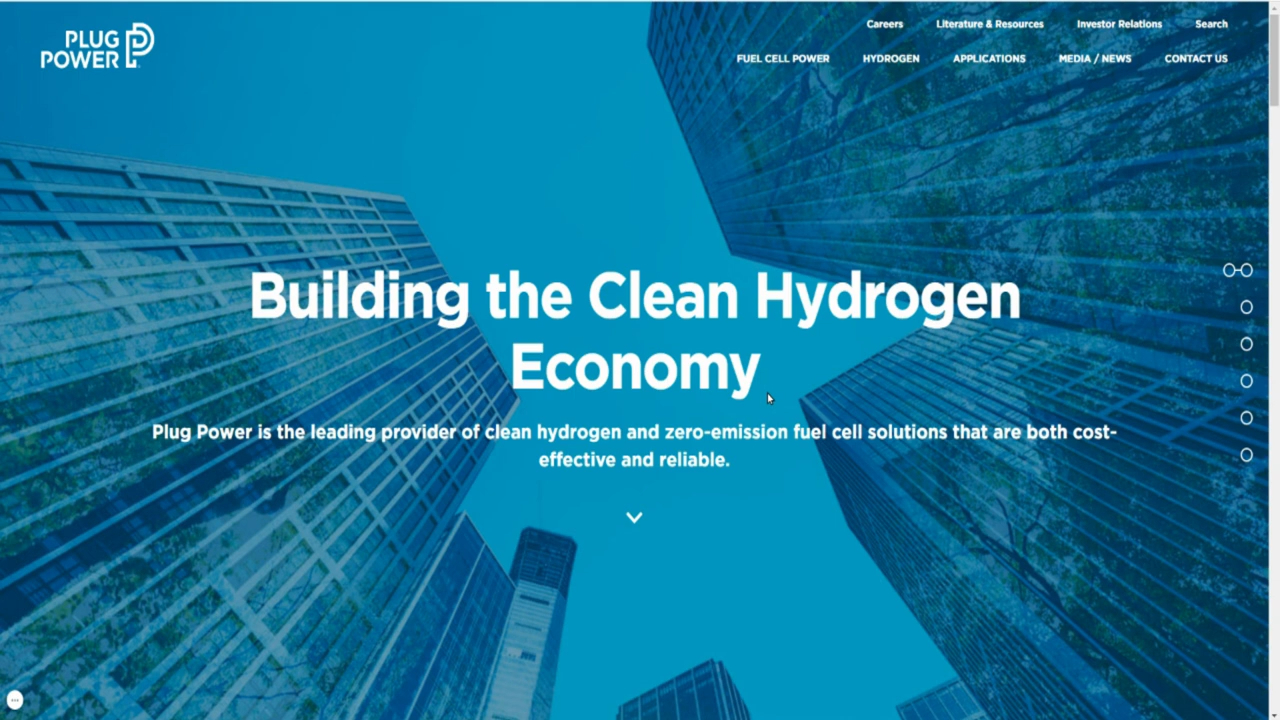 PLUG
POWER
Careers
Literature & Resources
Investor Relations
Search
FUEL CELL POWER
HYDROGEN
APPLICATIONS
MEDIA / NEWS
CONTACT US
Building the Clean Hydrogen
Economy
Plug Power is the leading provider of clean hydrogen and zero-emission fuel cell solutions that are both cost-
effective and reliable.